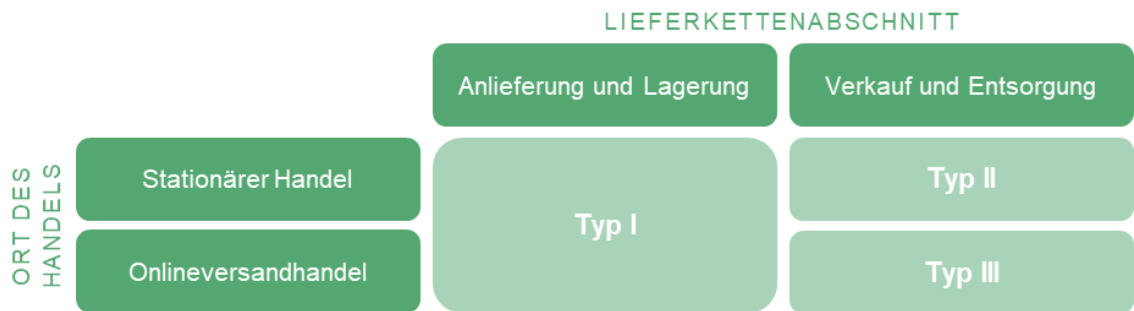 LIEFERKETTENABSCHNITT
Anlieferung und Lagerung
Verkauf und Entsorgung
ORT DES
HANDELS
Stationärer Handel
Typ I
Typ II
Onlineversandhandel
Typ III